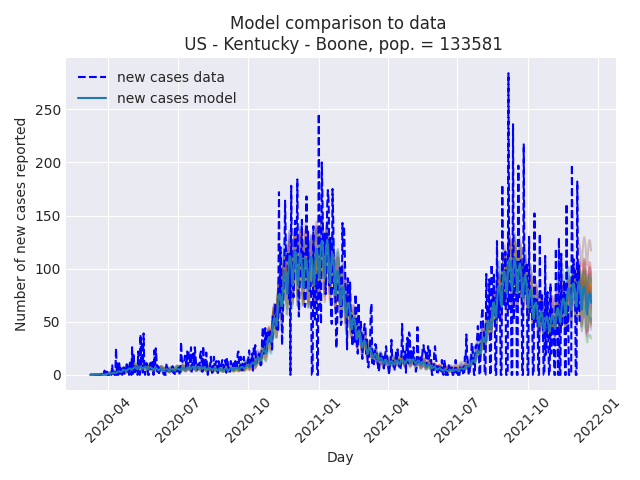 Model comparison to data
US - Kentucky - Boone, pop. = 133581
new cases data
new cases model
Number of new cases reported
250
200
150
100
50
0
2020-04
2020-07
2020-10
2021-01
2021-04
2021-07
2021-10
2022-01
Day